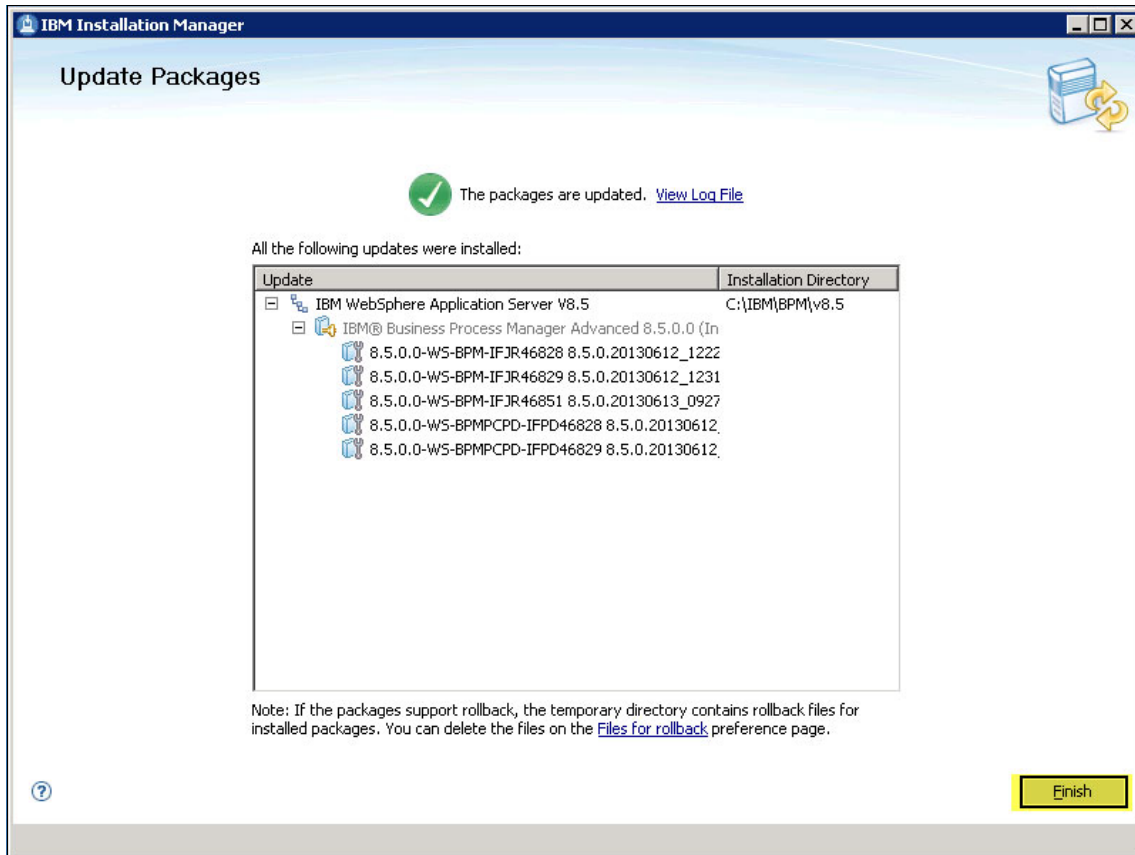 IBM Installation Manager
Update Packages
The packages are updated. View Log File
All the following updates were installed:
Update Installation Directory
IBM WebSphere Application Server V8.5 C:\IBM\BPM\v8.5
IBM® Business Process Manager Advanced 8.5.0.0 (In
8.5.0.0-WS-BPM-IFJR46828 8.5.0.20130612_1222
8.5.0.0-WS-BPM-IFJR46829 8.5.0.20130612_1231
8.5.0.0-WS-BPM-IFJR46851 8.5.0.20130613_0927
8.5.0.0-WS-BPMPCPD-IFPD46828 8.5.0.20130612_
8.5.0.0-WS-BPMPCPD-IFPD46829 8.5.0.20130612_
Note: If the packages support rollback, the temporary directory contains rollback files for
installed packages. You can delete the files on the Files for rollback preference page.
?
Finish